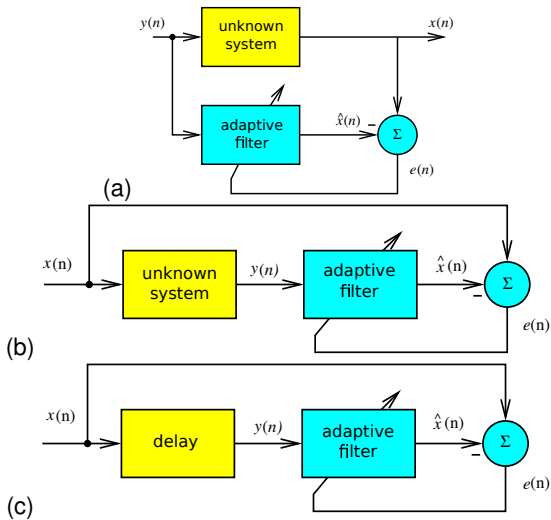 y(n)
unknown
system
x(n)
adaptive
filter
x̂(n)
−
Σ
e(n)
(a)
x(n)
unknown
system
y(n)
adaptive
filter
x̂(n)
−
Σ
e(n)
(b)
x(n)
delay
y(n)
adaptive
filter
x̂(n)
−
Σ
e(n)
(c)